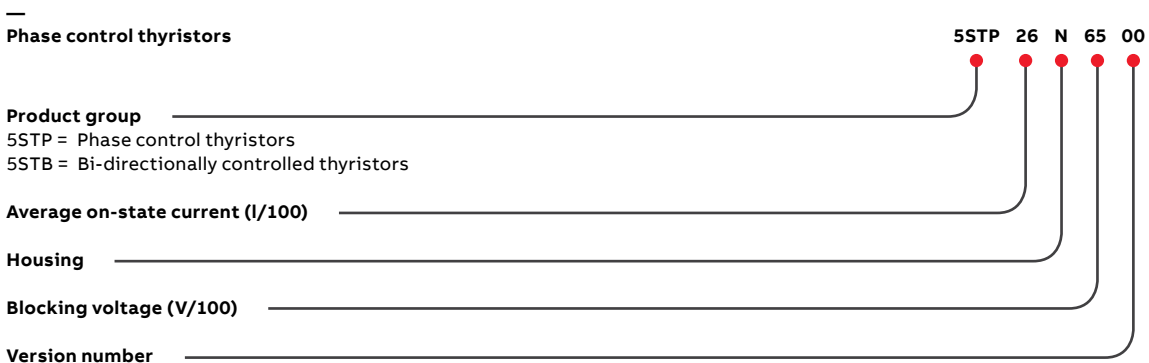 —
Phase control thyristors 5STP 26 N 65 00
Product group
5STP = Phase control thyristors
5STB = Bi-directionally controlled thyristors
Average on-state current (l/100)
Housing
Blocking voltage (V/100)
Version number